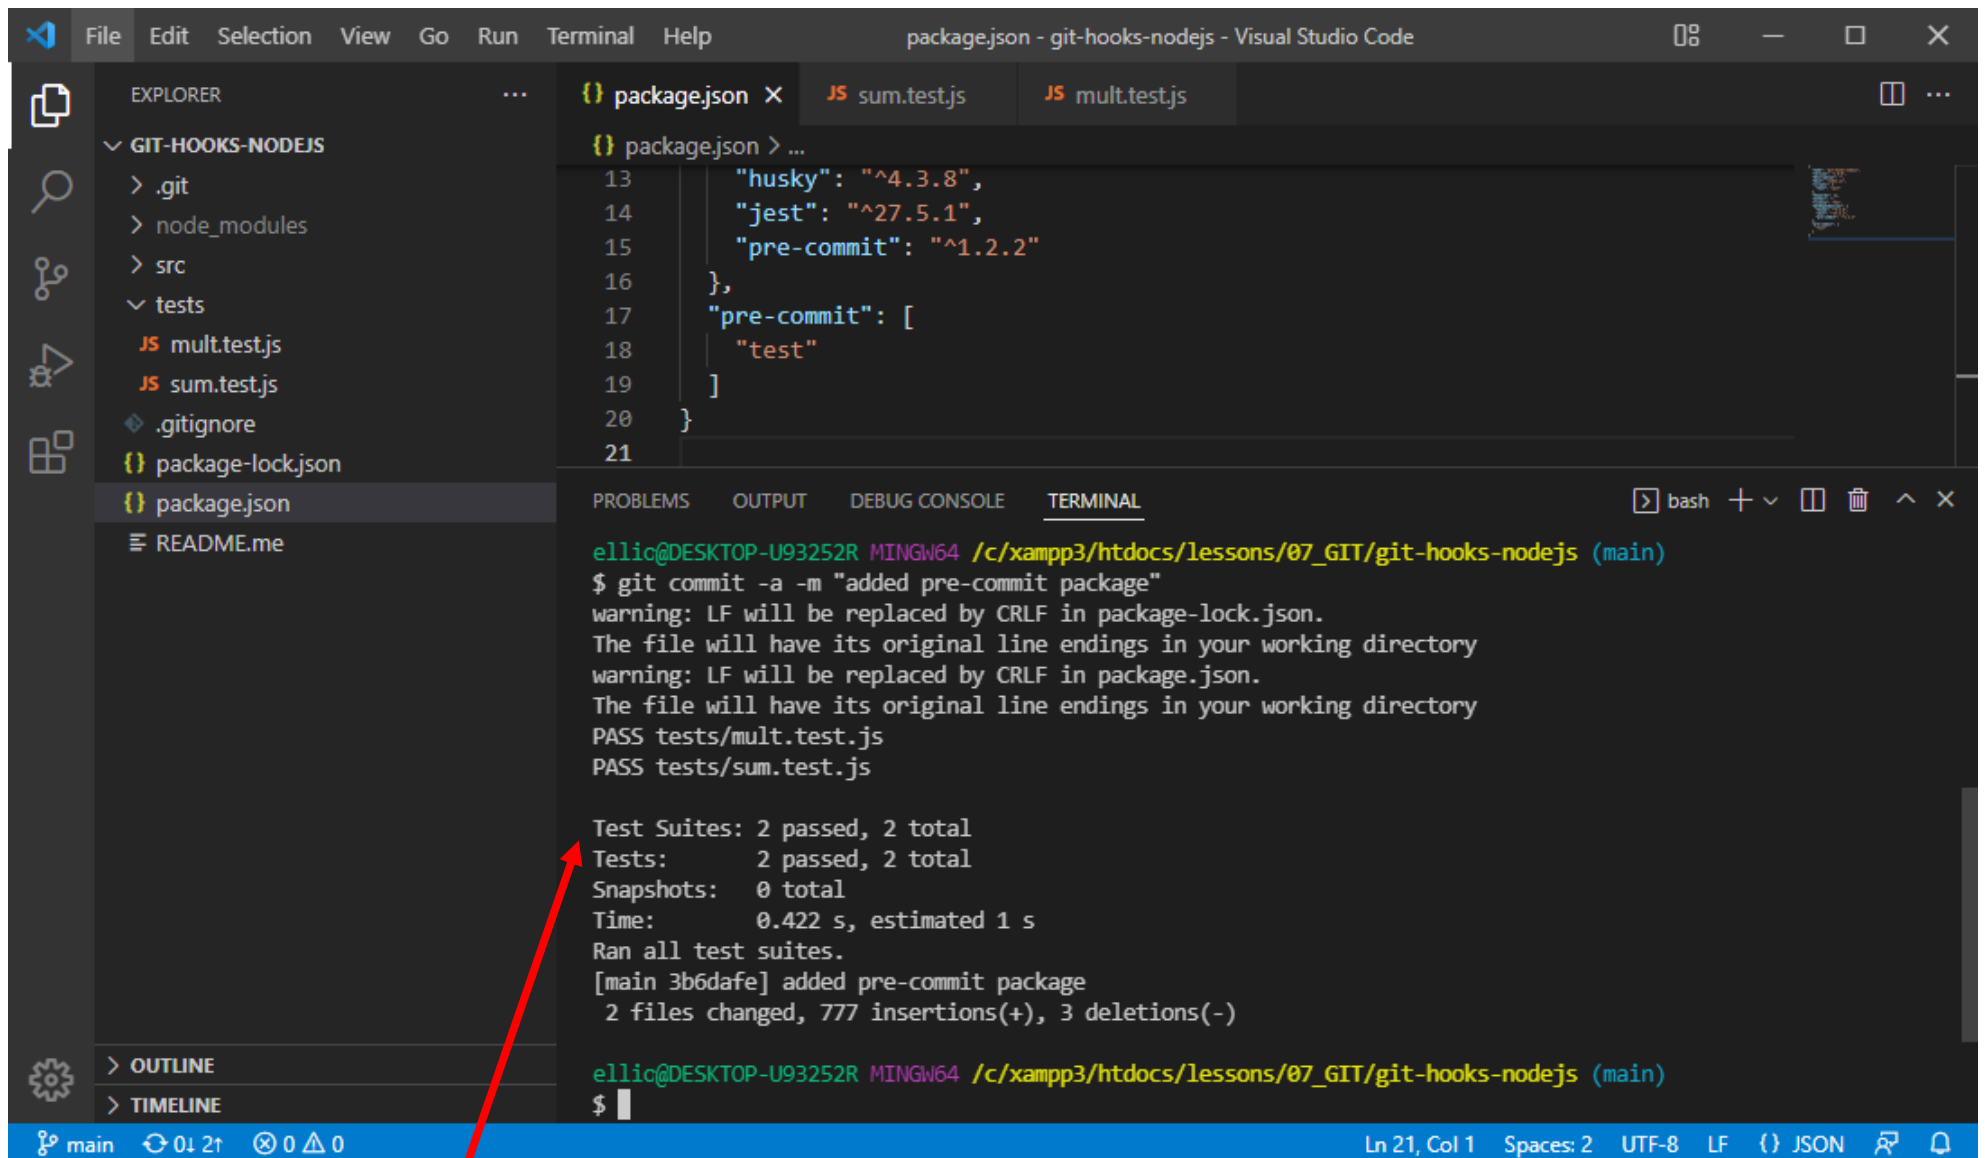 File Edit Selection View Go Run Terminal Help package.json - git-hooks-nodejs - Visual Studio Code
EXPLORER
GIT-HOOKS-NODEJS
.git
node_modules
src
tests
JS mult.test.js
JS sum.test.js
.gitignore
{} package-lock.json
{} package.json
README.me
OUTLINE
TIMELINE
{} package.json JS sum.test.js JS mult.test.js
{} package.json > ...
13 "husky": "^4.3.8",
14 "jest": "^27.5.1",
15 "pre-commit": "^1.2.2"
16 },
17 "pre-commit": [
18 "test"
19 ]
20 }
21
PROBLEMS OUTPUT DEBUG CONSOLE TERMINAL bash
ellic@DESKTOP-U93252R MINGW64 /c/xampp3/htdocs/lessons/07_GIT/git-hooks-nodejs (main)
$ git commit -a -m "added pre-commit package"
warning: LF will be replaced by CRLF in package-lock.json.
The file will have its original line endings in your working directory
warning: LF will be replaced by CRLF in package.json.
The file will have its original line endings in your working directory
PASS tests/mult.test.js
PASS tests/sum.test.js
Test Suites: 2 passed, 2 total
Tests: 2 passed, 2 total
Snapshots: 0 total
Time: 0.422 s, estimated 1 s
Ran all test suites.
[main 3b6dafe] added pre-commit package
2 files changed, 777 insertions(+), 3 deletions(-)
ellic@DESKTOP-U93252R MINGW64 /c/xampp3/htdocs/lessons/07_GIT/git-hooks-nodejs (main)
$
main 0↓ 2↑ 0 0 Ln 21, Col 1 Spaces: 2 UTF-8 LF {} JSON